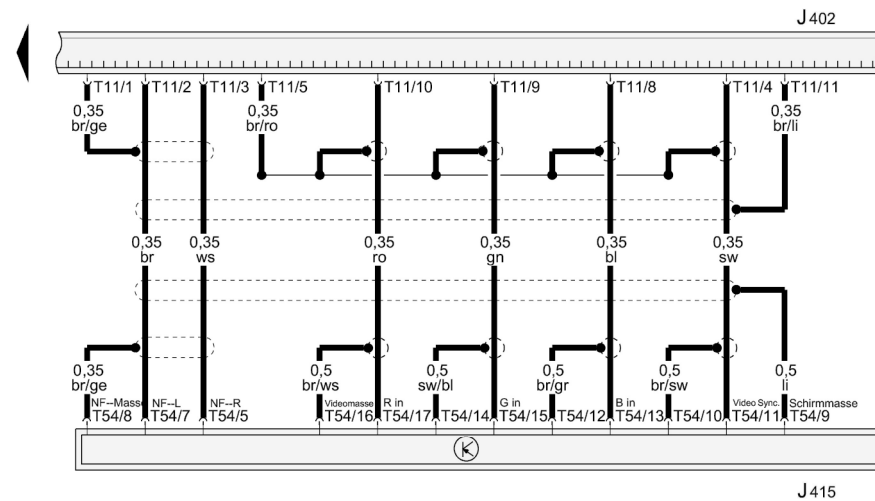 J402
T11/1 T11/2 T11/3 T11/5 T11/10 T11/9 T11/8 T11/4 T11/11
0,35 0,35 0,35
br/ge br/ro br/li
0,35 0,35 0,35 0,35 0,35 0,35
br ws ro gn bl sw
0,35 0,5 0,5 0,5 0,5 0,5
br/ge br/ws sw/bl br/gr br/sw li
NF--Masse NF--L NF--R Videomasse R in G in B in Video Sync. Schirmmasse
T54/8 T54/7 T54/5 T54/16 T54/17 T54/14 T54/15 T54/12 T54/13 T54/10 T54/11 T54/9
J415